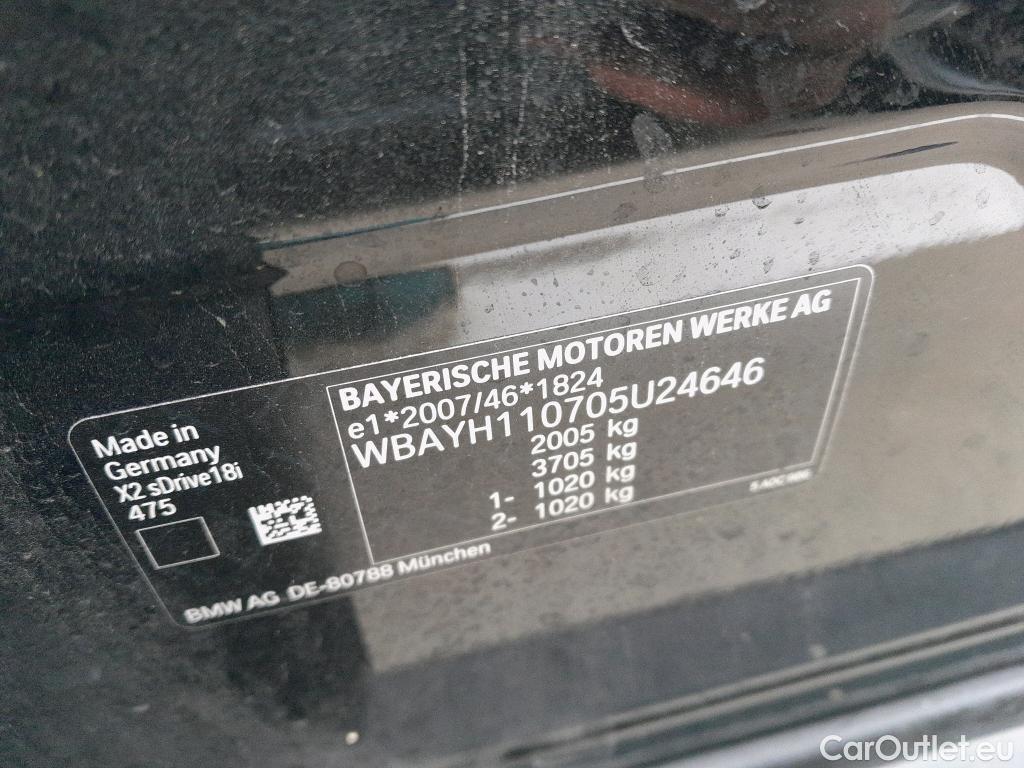 BAYERISCHE MOTOREN WERKE AG
e1*2007/46*1824
WBAYH110705U24646
2005 kg
3705 kg
1- 1020 kg
2- 1020 kg
Made in
Germany
X2 sDrive18i
475
BMW AG DE-80788 München
CarOutlet.eu